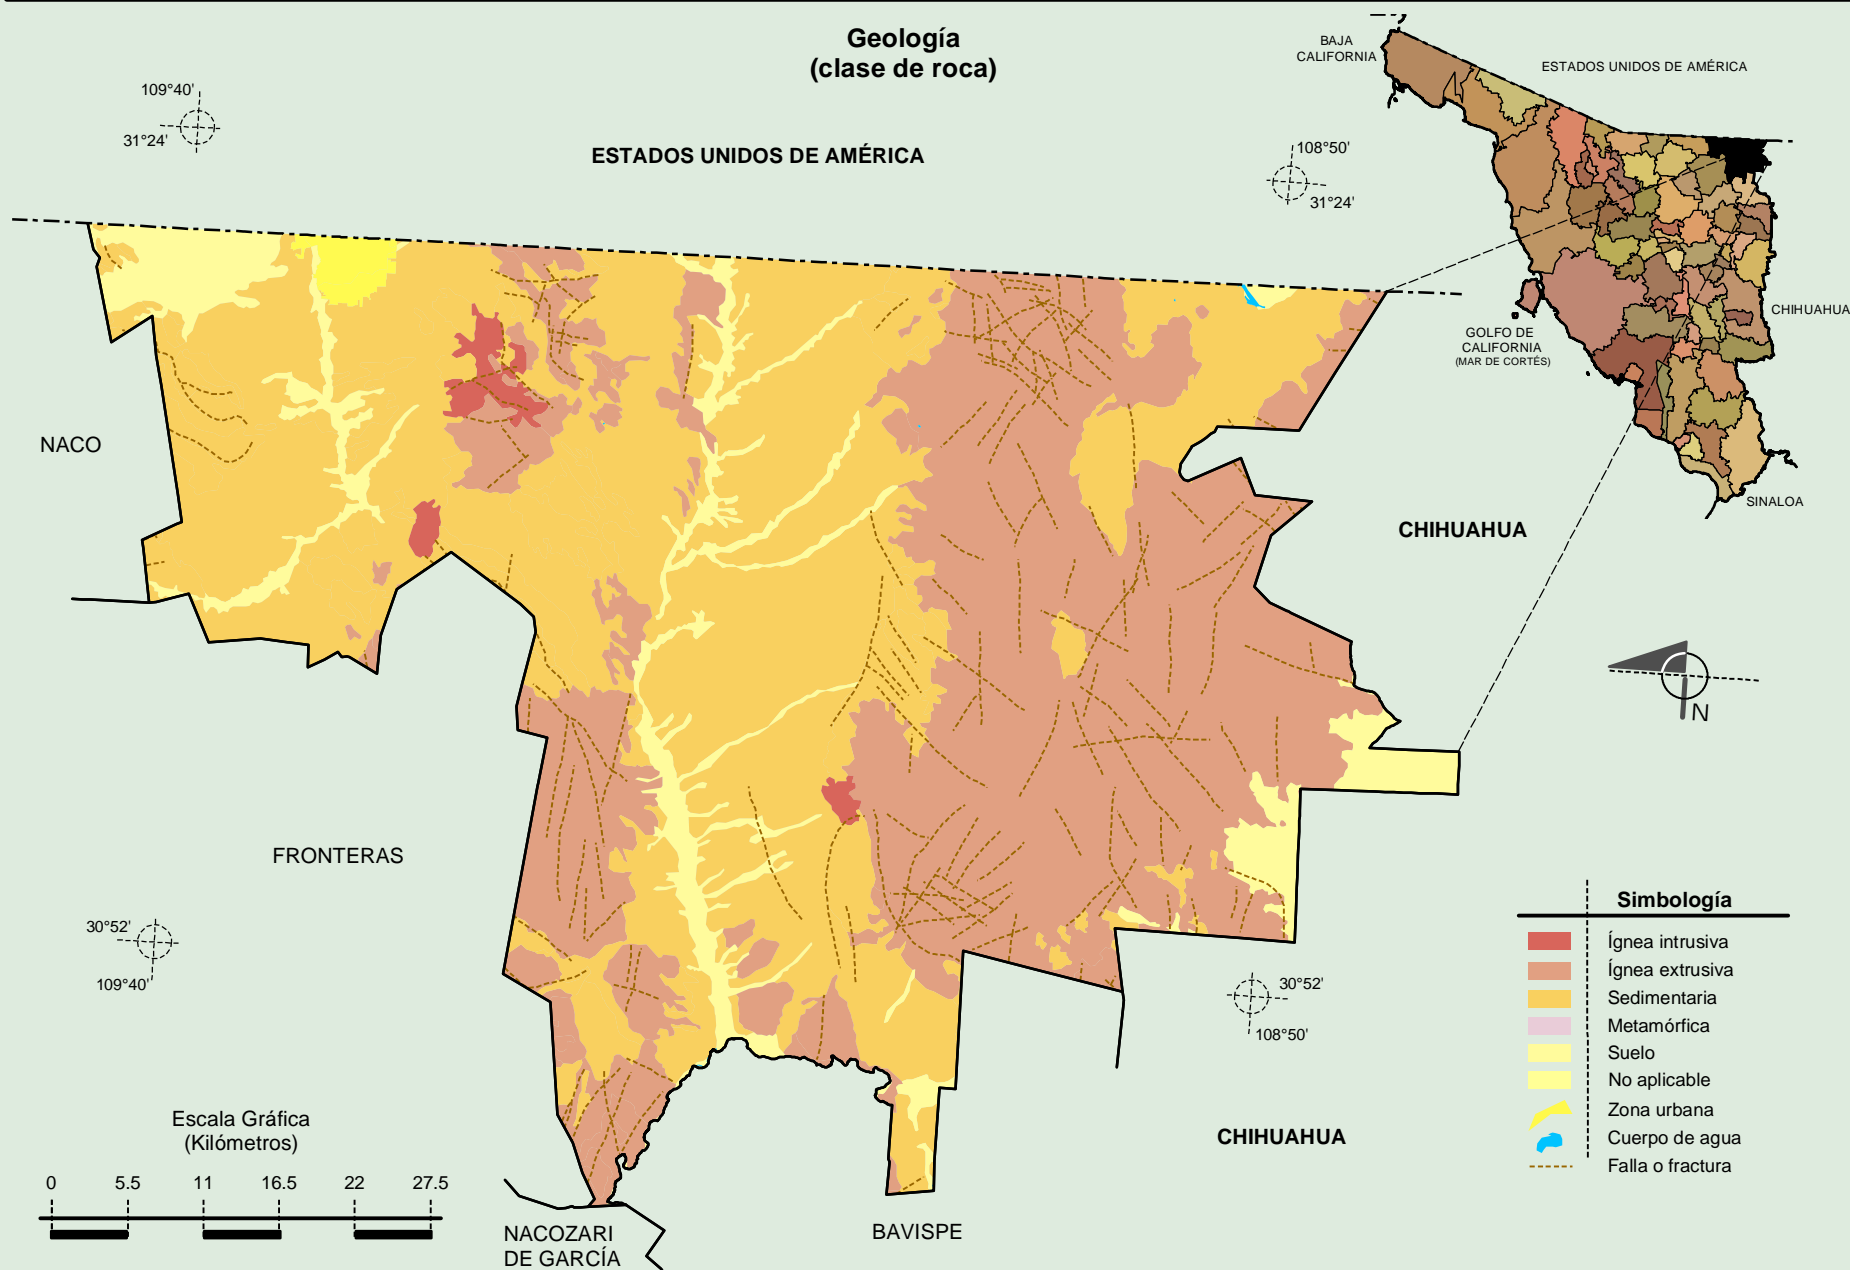 Geología
(clase de roca)
BAJA
CALIFORNIA
ESTADOS UNIDOS DE AMÉRICA
109°40'
31°24'
ESTADOS UNIDOS DE AMÉRICA
108°50'
31°24'
GOLFO DE
CALIFORNIA
(MAR DE CORTÉS)
CHIHUAHUA
SINALOA
NACO
CHIHUAHUA
N
FRONTERAS
30°52'
109°40'
30°52'
108°50'
Simbología
Ígnea intrusiva
Ígnea extrusiva
Sedimentaria
Metamórfica
Suelo
No aplicable
Zona urbana
Cuerpo de agua
Falla o fractura
CHIHUAHUA
Escala Gráfica
(Kilómetros)
0 5.5 11 16.5 22 27.5
NACOZARI
DE GARCÍA
BAVISPE